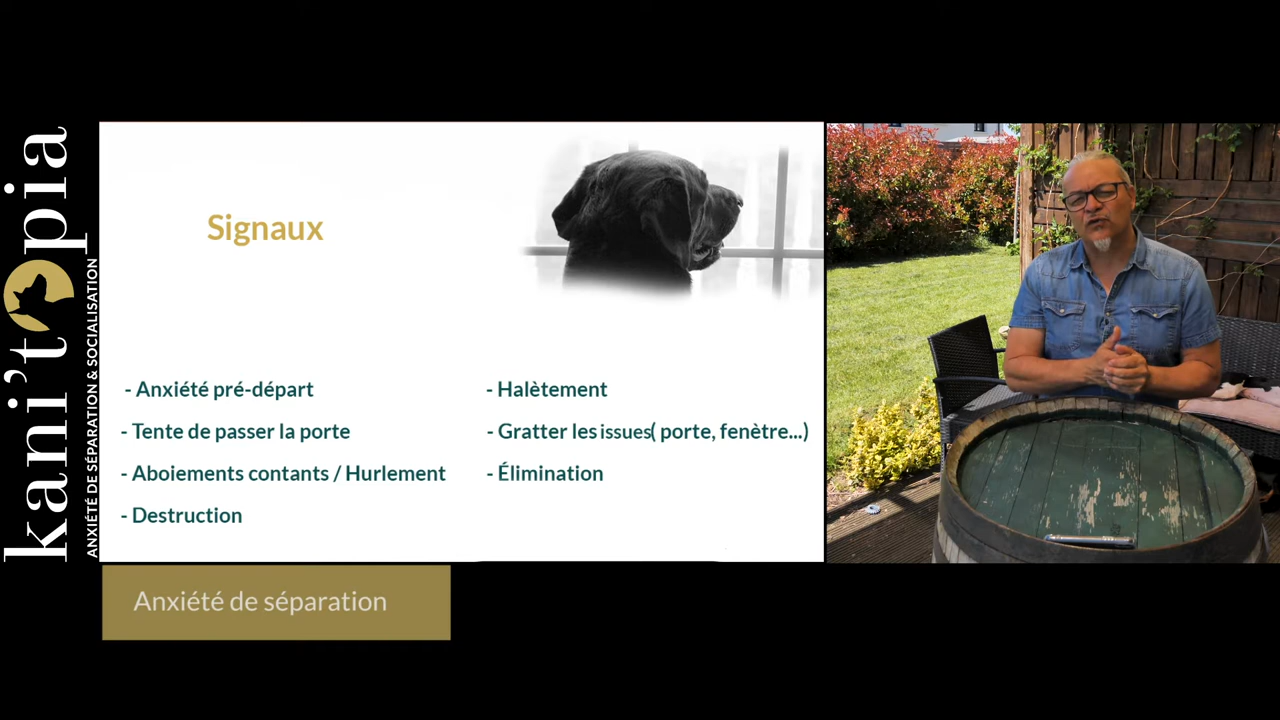 kani't pia
ANXIÉTÉ DE SÉPARATION & SOCIALISATION
Signaux
- Anxiété pré-départ
- Tente de passer la porte
- Aboiements contants / Hurlement
- Destruction
- Halètement
- Gratter les issues( porte, fenètre...)
- Élimination
Anxiété de séparation